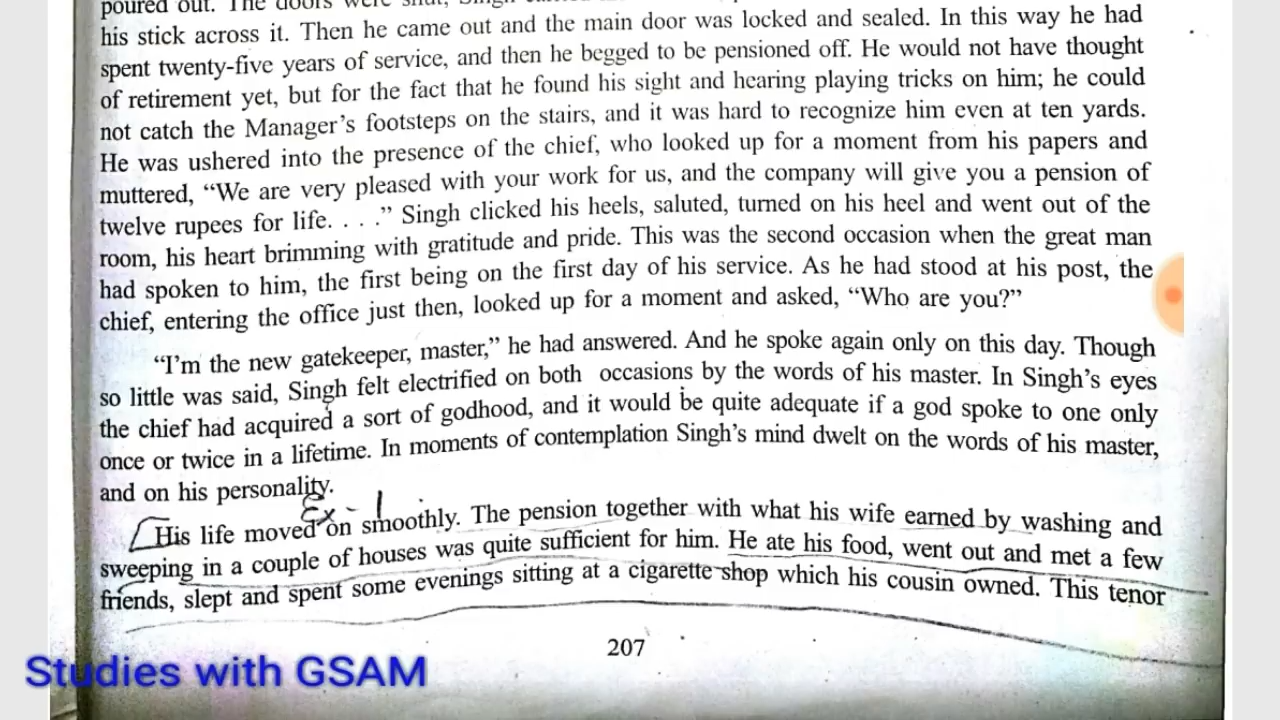 poured out. The doors were shut, Singh
his stick across it. Then he came out and the main door was locked and sealed. In this way he had
spent twenty-five years of service, and then he begged to be pensioned off. He would not have thought
of retirement yet, but for the fact that he found his sight and hearing playing tricks on him; he could
not catch the Manager's footsteps on the stairs, and it was hard to recognize him even at ten yards.
He was ushered into the presence of the chief, who looked up for a moment from his papers and
muttered, “We are very pleased with your work for us, and the company will give you a pension of
twelve rupees for life. . . .” Singh clicked his heels, saluted, turned on his heel and went out of the
room, his heart brimming with gratitude and pride. This was the second occasion when the great man
had spoken to him, the first being on the first day of his service. As he had stood at his post, the
chief, entering the office just then, looked up for a moment and asked, “Who are you?”
“I'm the new gatekeeper, master,” he had answered. And he spoke again only on this day. Though
so little was said, Singh felt electrified on both occasions by the words of his master. In Singh's eyes
the chief had acquired a sort of godhood, and it would be quite adequate if a god spoke to one only
once or twice in a lifetime. In moments of contemplation Singh's mind dwelt on the words of his master,
and on his personality.
Ex - 1
His life moved on smoothly. The pension together with what his wife earned by washing and
sweeping in a couple of houses was quite sufficient for him. He ate his food, went out and met a few
friends, slept and spent some evenings sitting at a cigarette shop which his cousin owned. This tenor
207
Studies with GSAM